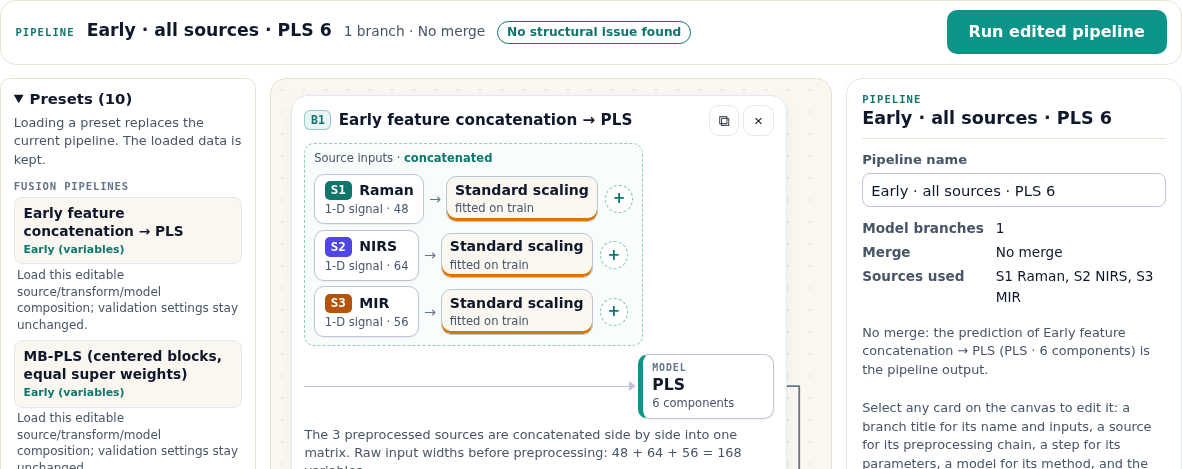 PIPELINE Early · all sources · PLS 6 1 branch · No merge No structural issue found Run edited pipeline
▼ Presets (10)
Loading a preset replaces the
current pipeline. The loaded data is
kept.
FUSION PIPELINES
Early feature
concatenation → PLS
Early (variables)
Load this editable
source/transform/model
composition; validation settings stay
unchanged.
MB-PLS (centered blocks,
equal super weights)
Early (variables)
Load this editable
source/transform/model
composition; validation settings stay
unchanged.
B1 Early feature concatenation → PLS
Source inputs · concatenated
S1 Raman
1-D signal · 48
→
Standard scaling
fitted on train
+
S2 NIRS
1-D signal · 64
→
Standard scaling
fitted on train
+
S3 MIR
1-D signal · 56
→
Standard scaling
fitted on train
+
MODEL
PLS
6 components
The 3 preprocessed sources are concatenated side by side into one
matrix. Raw input widths before preprocessing: 48 + 64 + 56 = 168
variables.
PIPELINE
Early · all sources · PLS 6
Pipeline name
Early · all sources · PLS 6
Model branches 1
Merge No merge
Sources used S1 Raman, S2 NIRS, S3
MIR
No merge: the prediction of Early feature
concatenation → PLS (PLS · 6 components) is
the pipeline output.
Select any card on the canvas to edit it: a
branch title for its name and inputs, a source
for its preprocessing chain, a step for its
parameters, a model for its method, and the